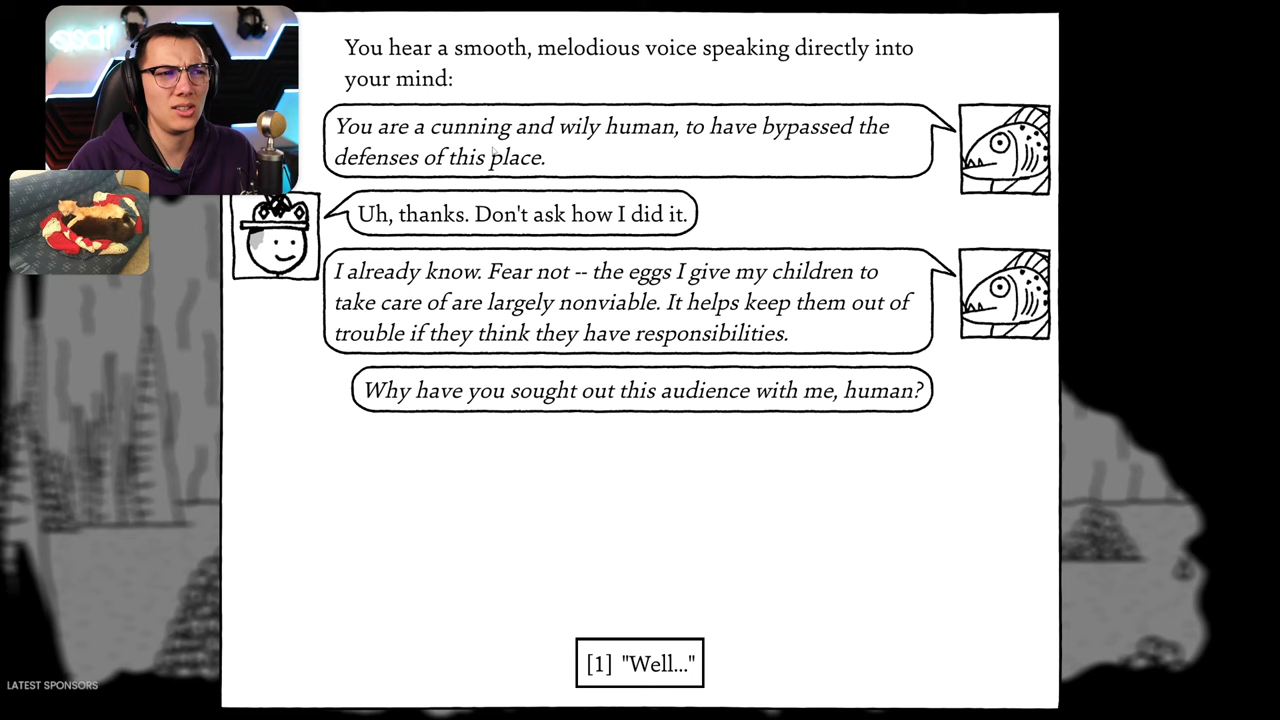 You hear a smooth, melodious voice speaking directly into
your mind:
You are a cunning and wily human, to have bypassed the
defenses of this place.
Uh, thanks. Don't ask how I did it.
I already know. Fear not -- the eggs I give my children to
take care of are largely nonviable. It helps keep them out of
trouble if they think they have responsibilities.
Why have you sought out this audience with me, human?
[1] "Well..."
LATEST SPONSORS